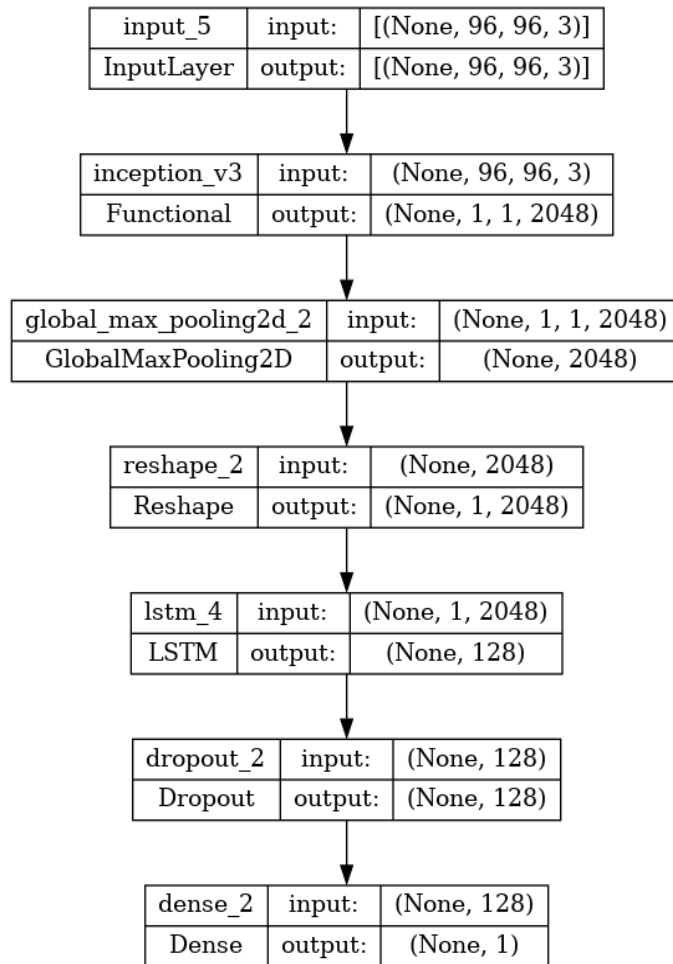 input_5 input: [(None, 96, 96, 3)]
InputLayer output: [(None, 96, 96, 3)]
inception_v3 input: (None, 96, 96, 3)
Functional output: (None, 1, 1, 2048)
global_max_pooling2d_2 input: (None, 1, 1, 2048)
GlobalMaxPooling2D output: (None, 2048)
reshape_2 input: (None, 2048)
Reshape output: (None, 1, 2048)
lstm_4 input: (None, 1, 2048)
LSTM output: (None, 128)
dropout_2 input: (None, 128)
Dropout output: (None, 128)
dense_2 input: (None, 128)
Dense output: (None, 1)